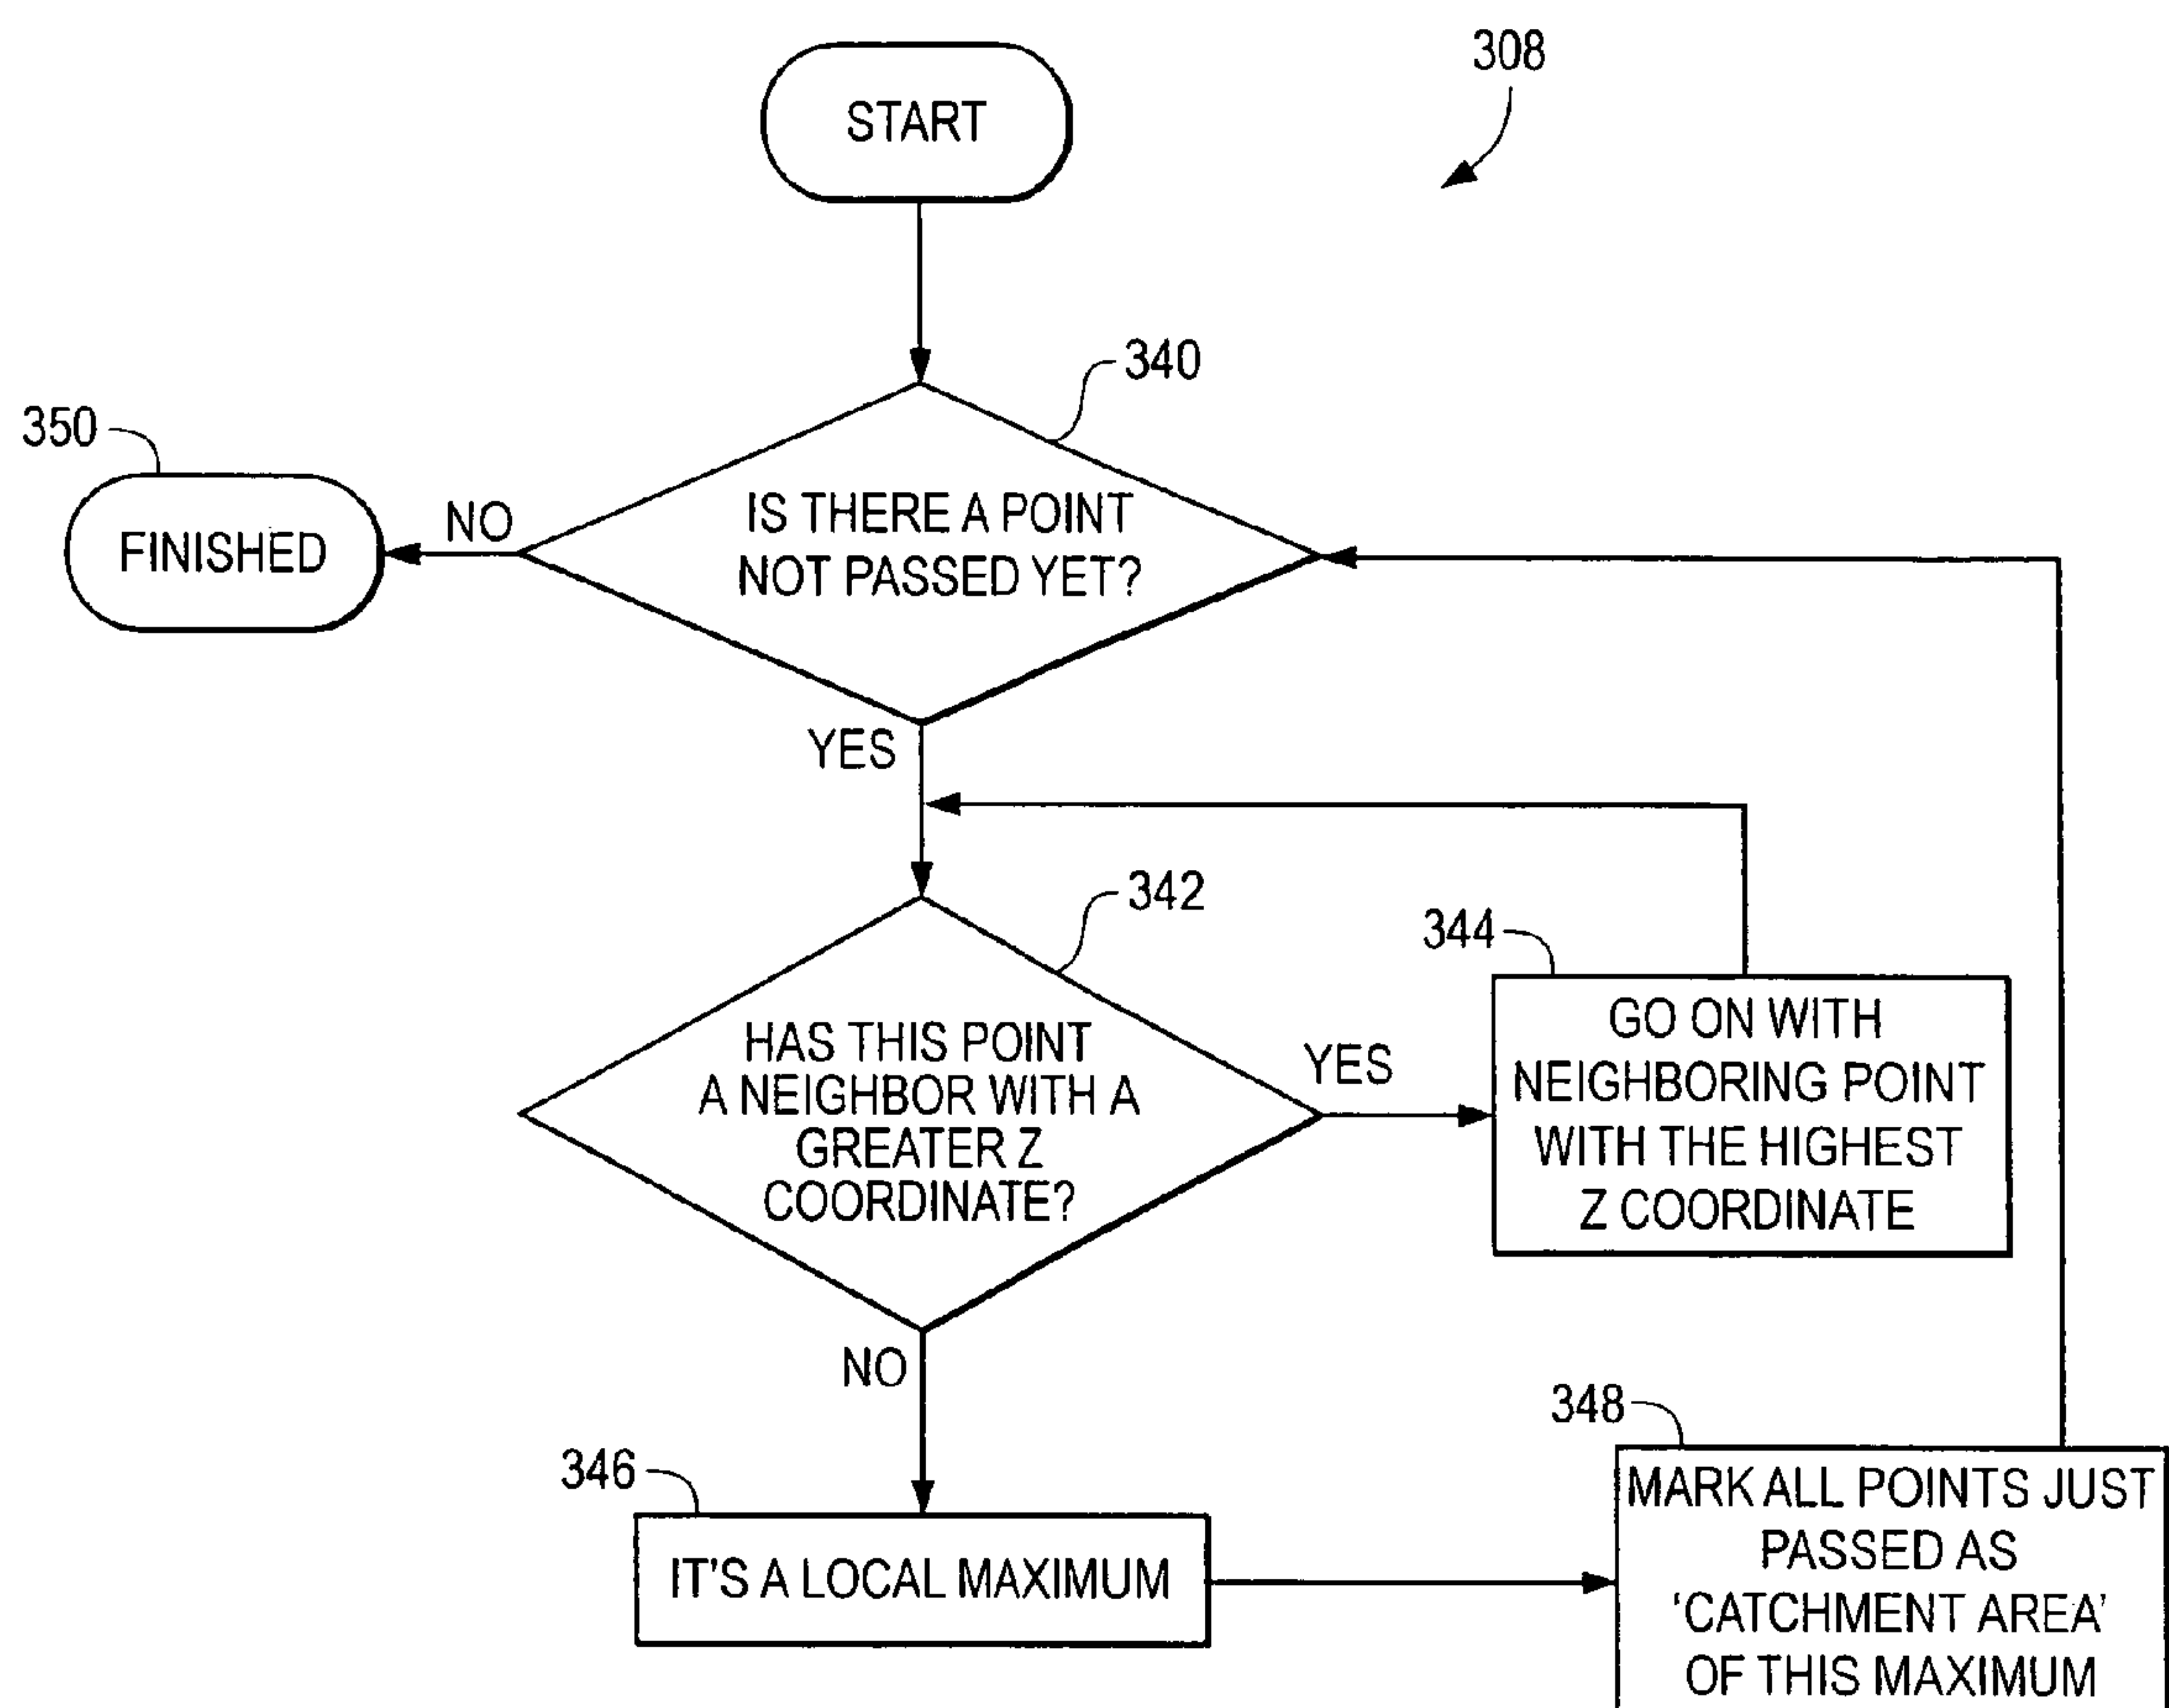 308
START
340
350
NO
FINISHED
IS THERE A POINT
NOT PASSED YET?
YES
342
344
HAS THIS POINT
A NEIGHBOR WITH A
GREATER Z
COORDINATE?
YES
GO ON WITH
NEIGHBORING POINT
WITH THE HIGHEST
Z COORDINATE
NO
346
IT'S A LOCAL MAXIMUM
348
MARK ALL POINTS JUST
PASSED AS
'CATCHMENT AREA'
OF THIS MAXIMUM